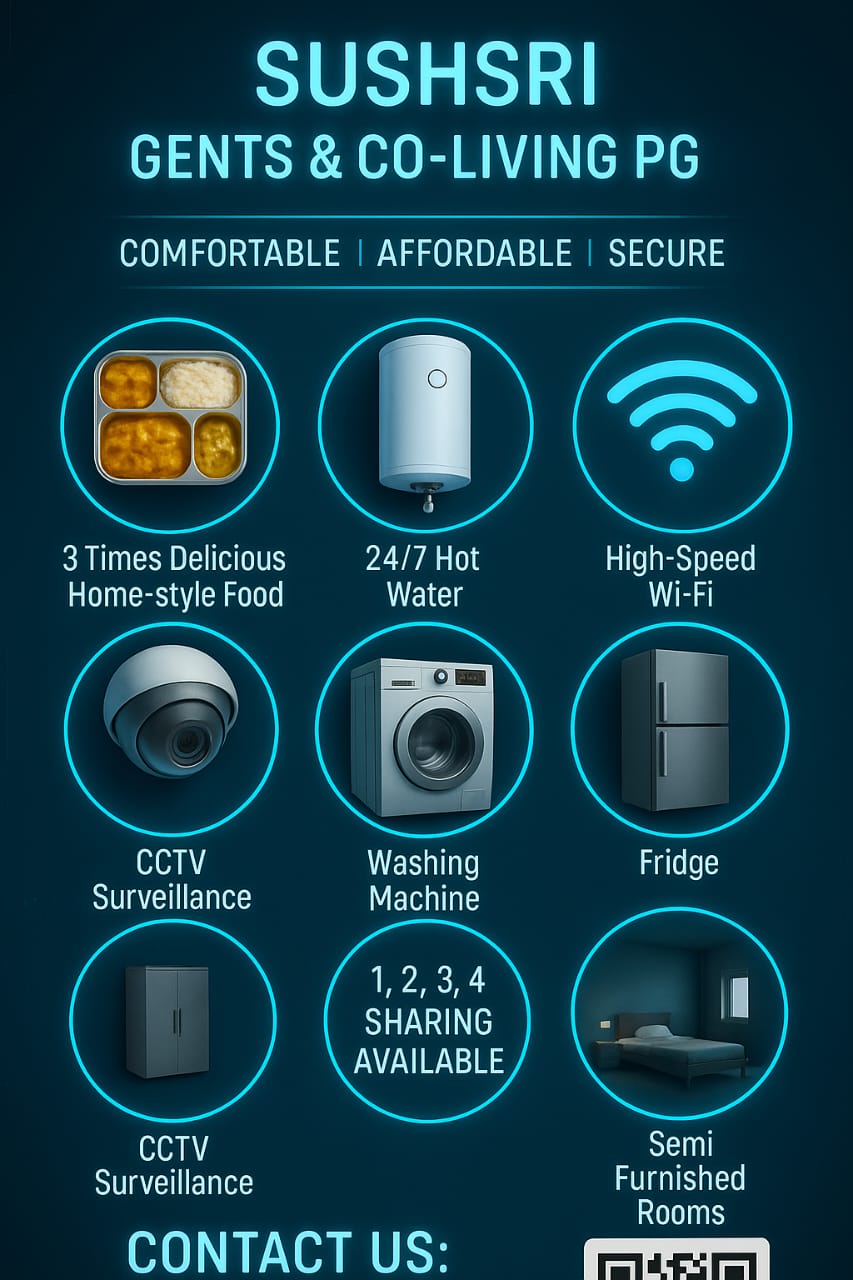 SUSHSRI
GENTS & CO-LIVING PG
COMFORTABLE | AFFORDABLE | SECURE
3 Times Delicious
Home-style Food
24/7 Hot
Water
High-Speed
Wi-Fi
CCTV
Surveillance
Washing
Machine
Fridge
CCTV
Surveillance
1, 2, 3, 4
SHARING
AVAILABLE
Semi
Furnished
Rooms
CONTACT US: